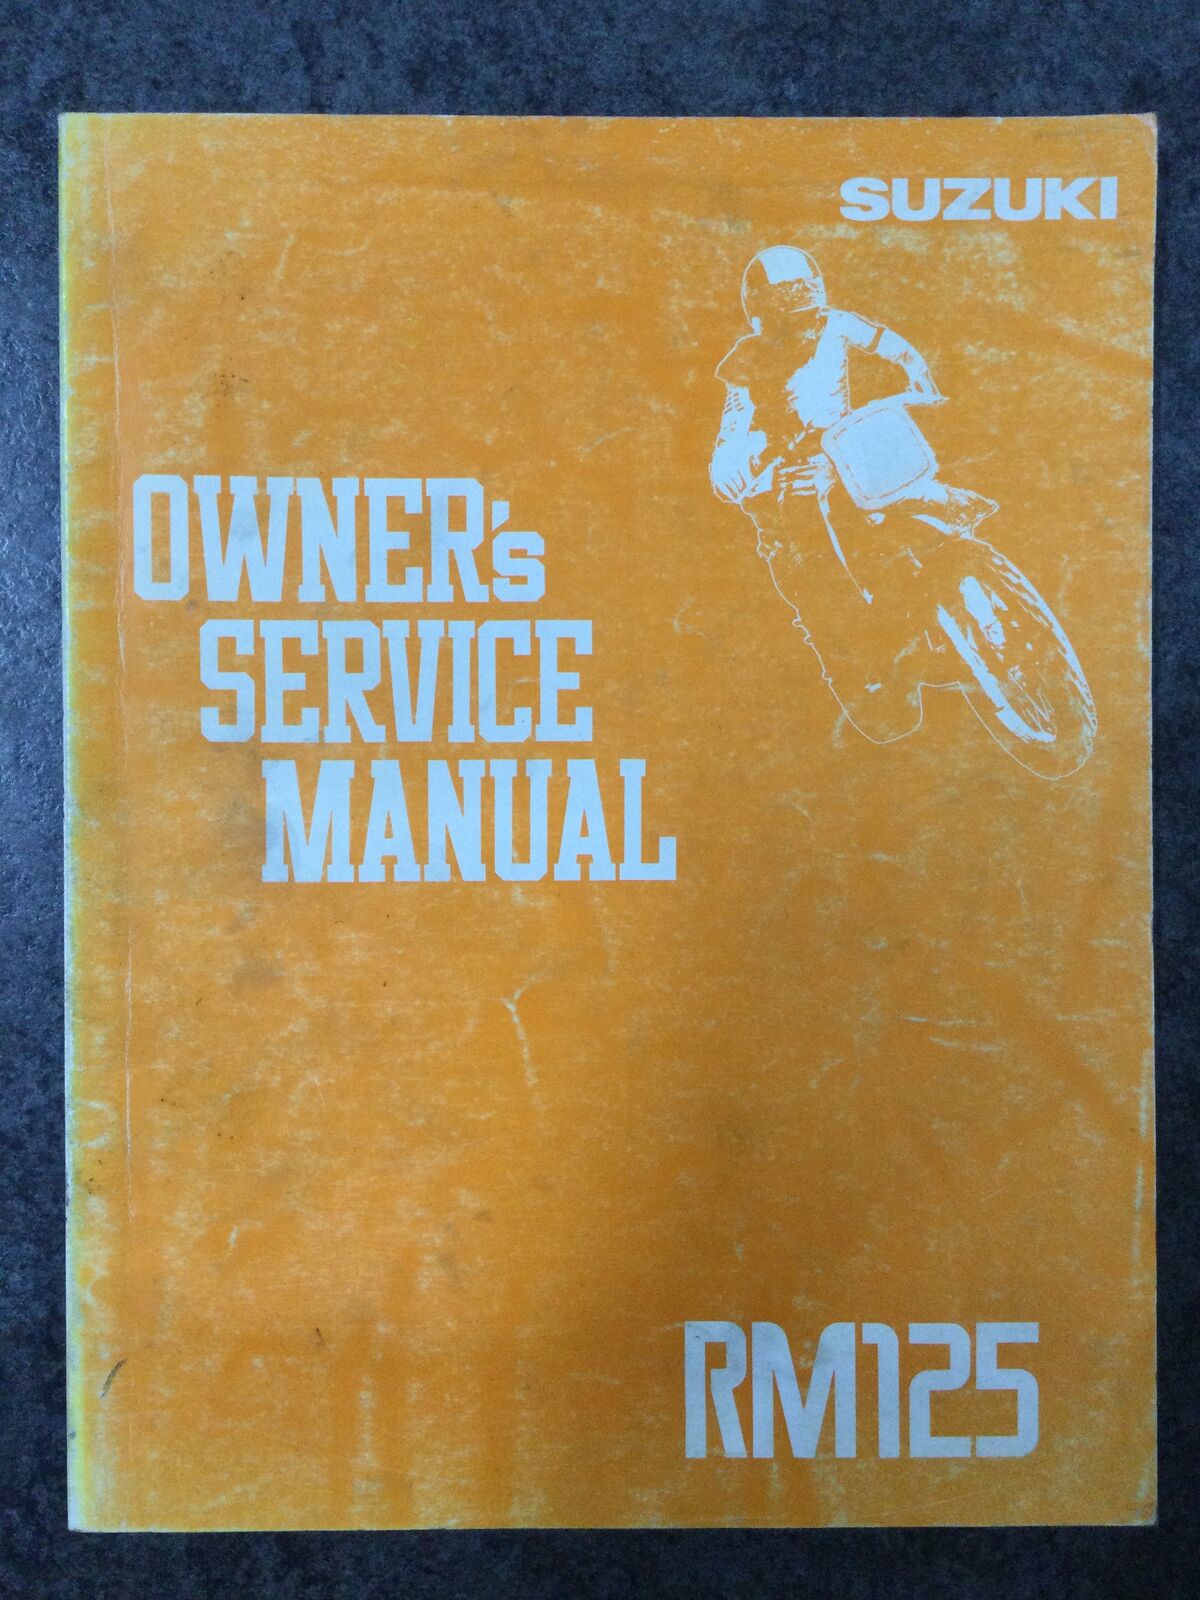 SUZUKI
OWNER's
SERVICE
MANUAL
RM125